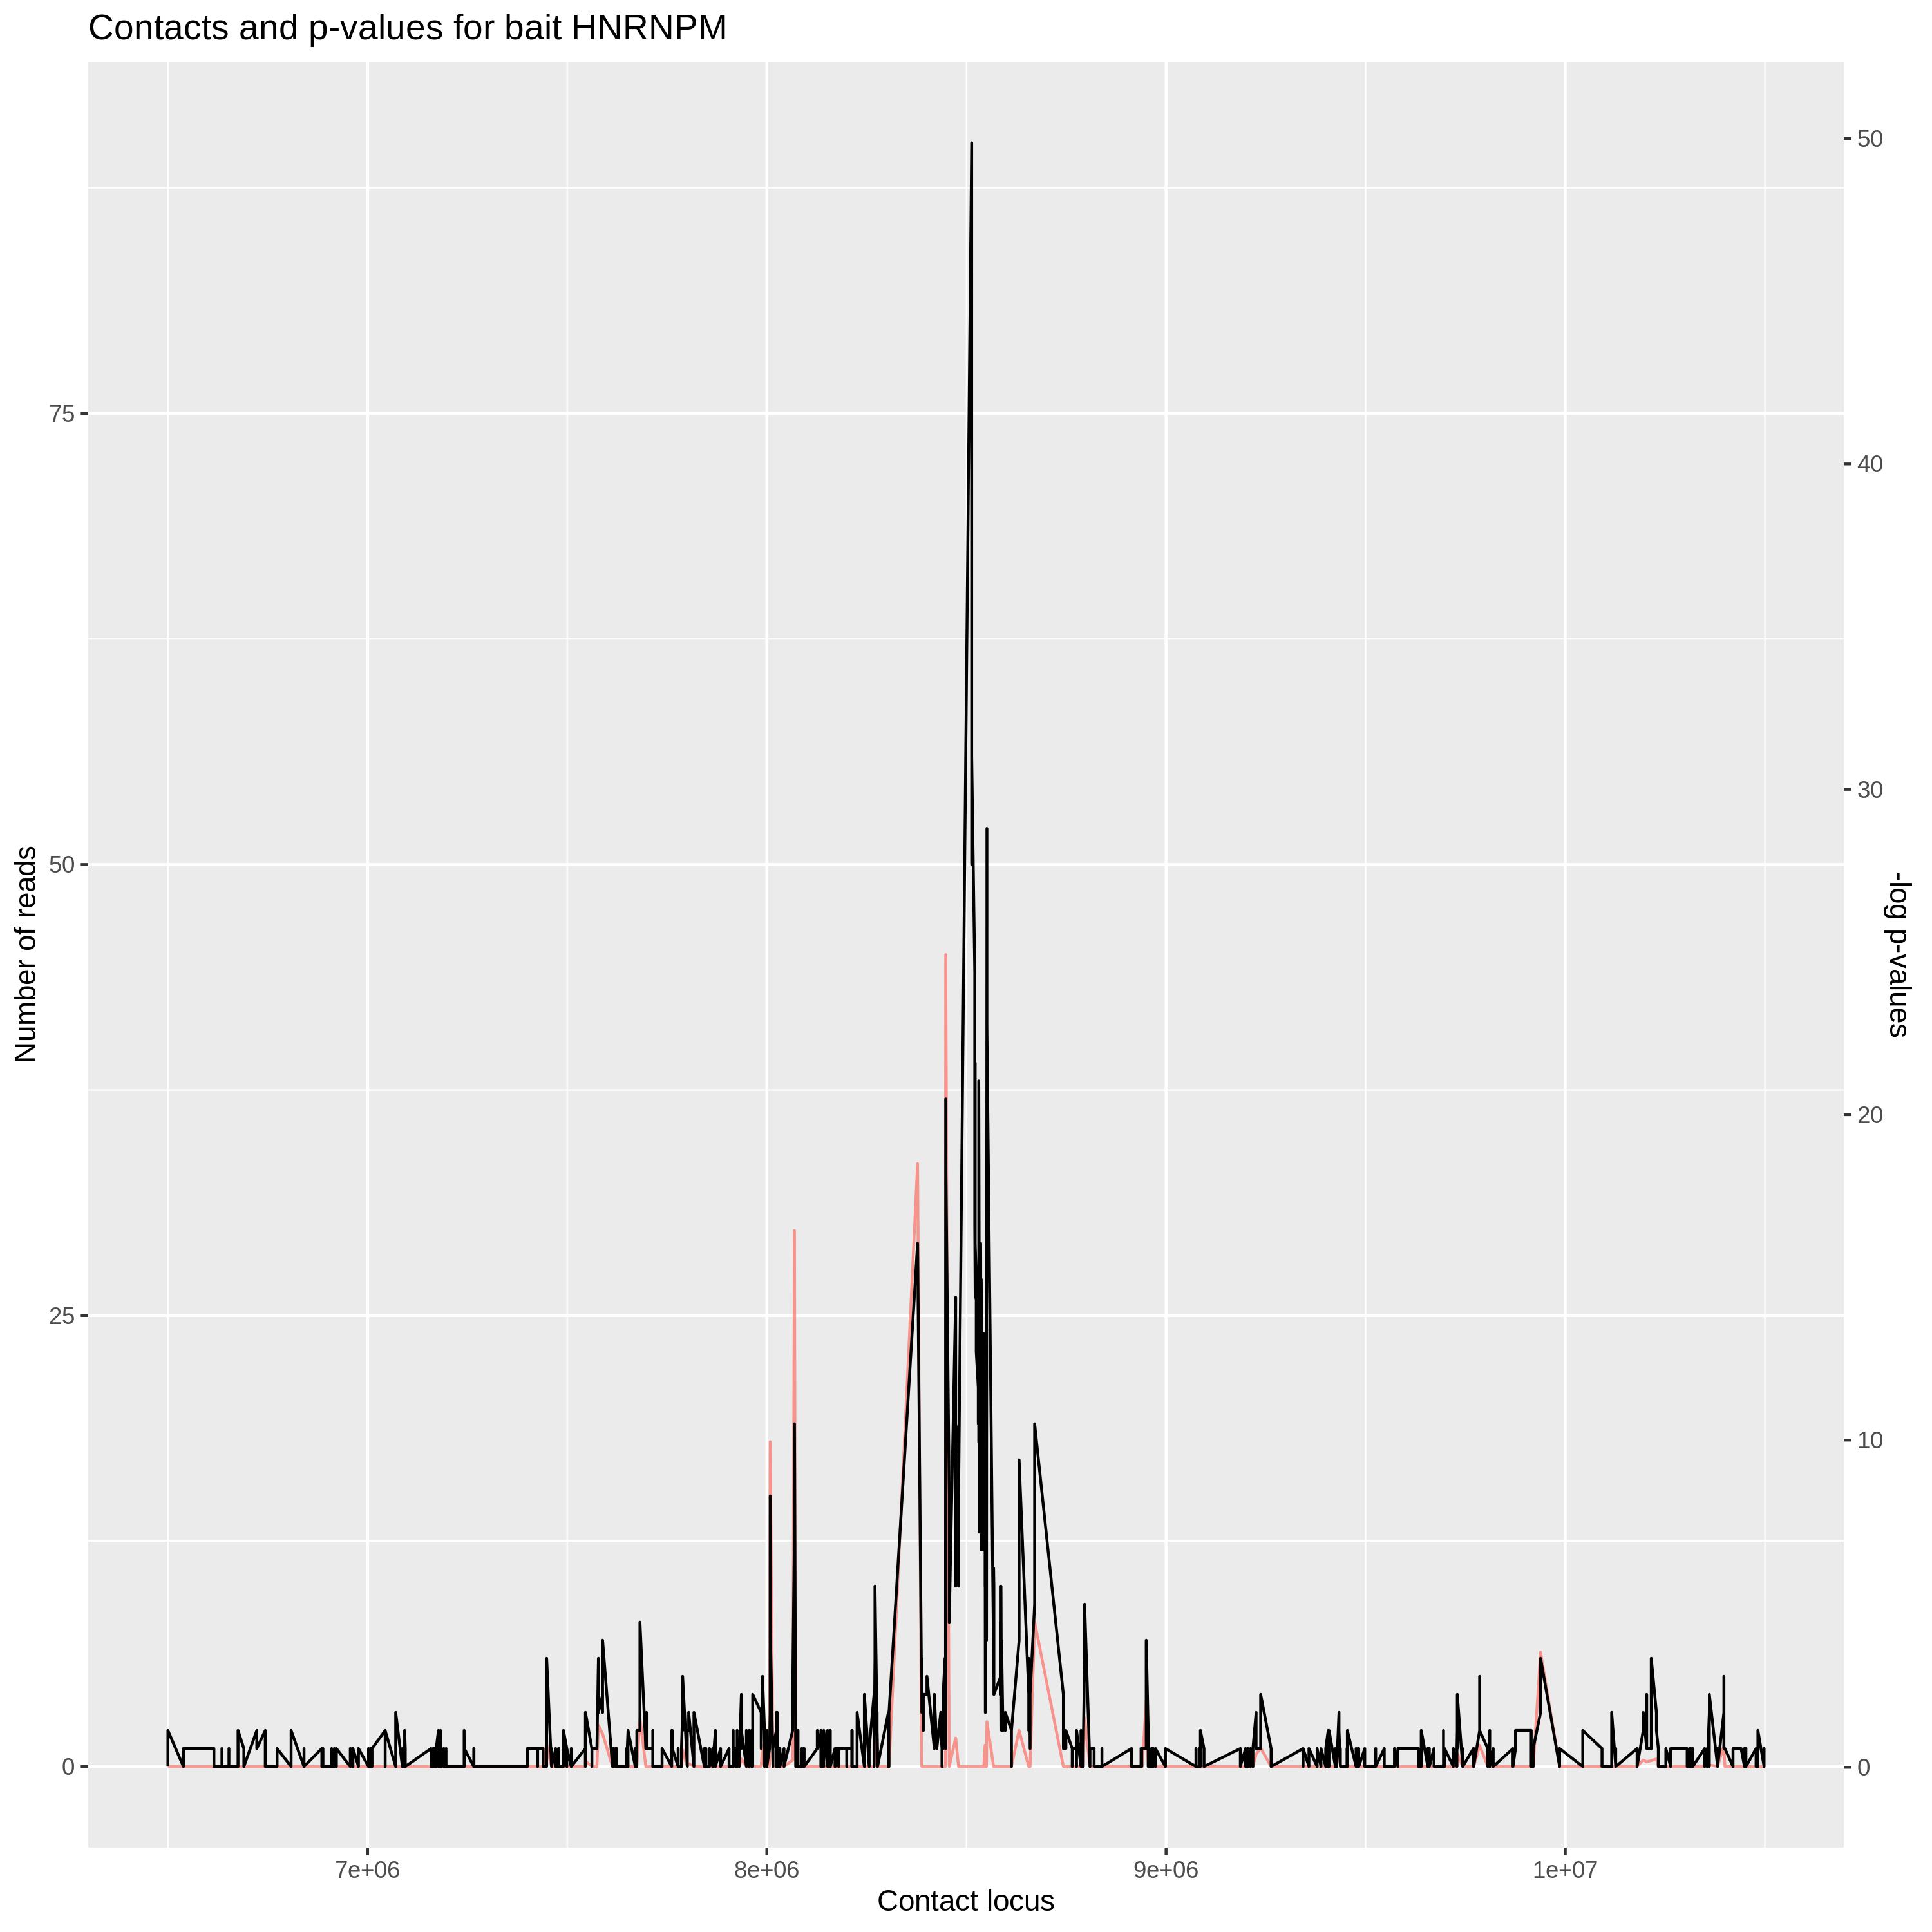 Contacts and p-values for bait HNRNPM
Number of reads
75
50
25
0
50
40
30
20
10
0
-log p-values
7e+06
8e+06
9e+06
1e+07
Contact locus